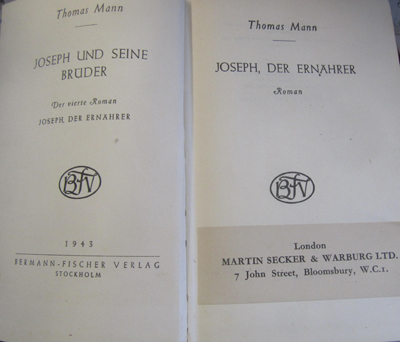 Thomas Mann
JOSEPH UND SEINE
BRÜDER
Der vierte Roman
JOSEPH, DER ERNÄHRER
BFV
1943
BERMANN-FISCHER VERLAG
STOCKHOLM
Thomas Mann
JOSEPH, DER ERNÄHRER
Roman
BFV
London
MARTIN SECKER & WARBURG LTD.
7 John Street, Bloomsbury, W.C.1.